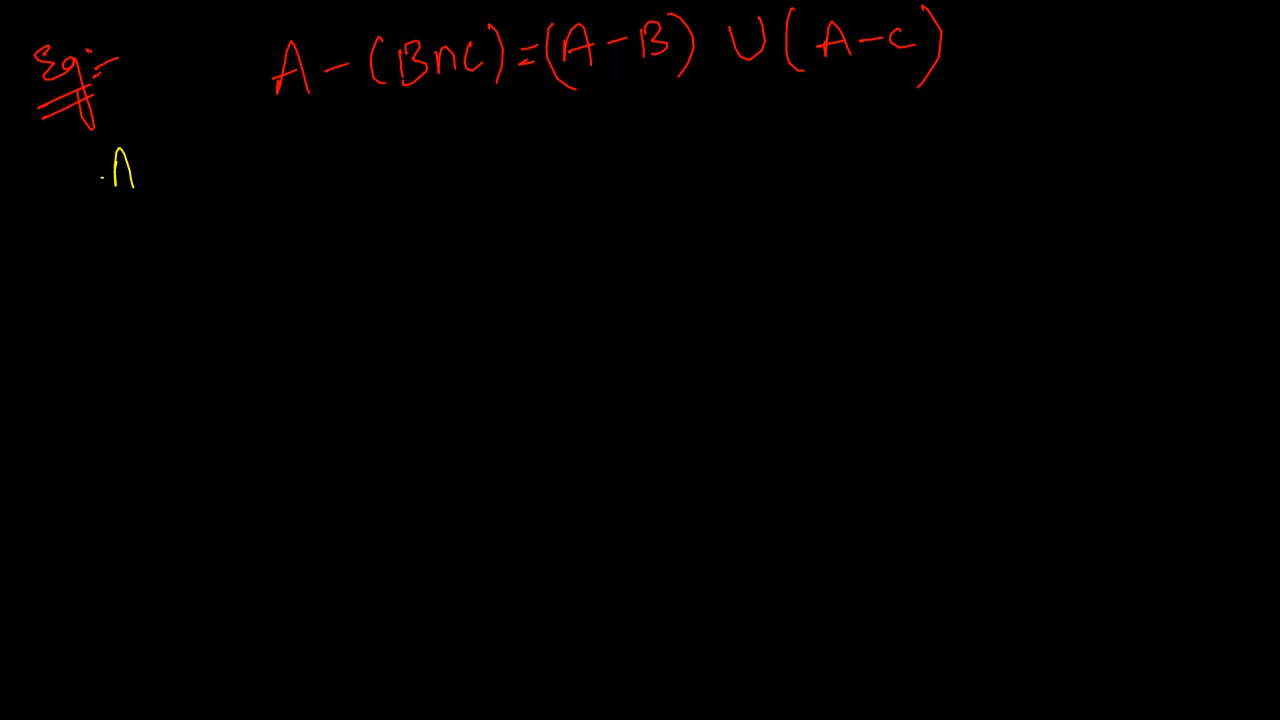 Eg:- A - (B∩C) = (A - B) ∪ (A - C)